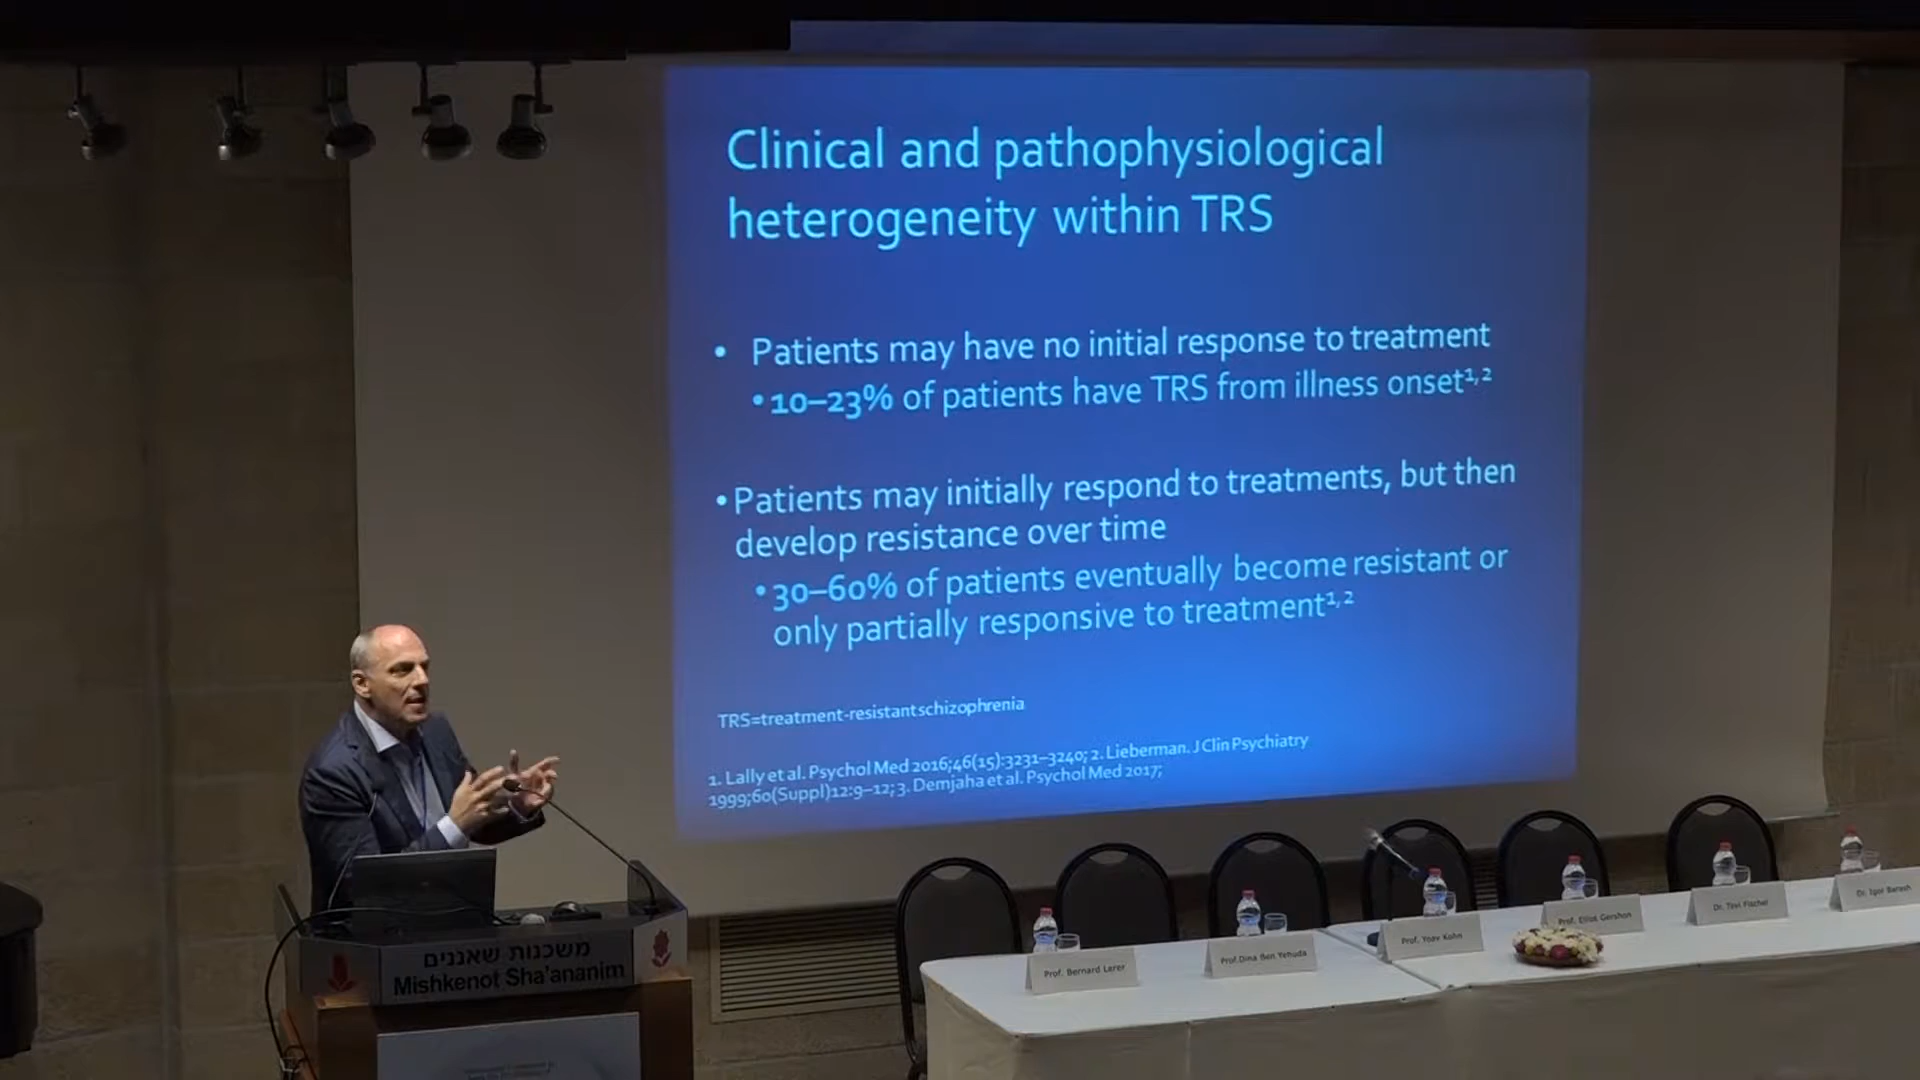 Clinical and pathophysiological
heterogeneity within TRS
• Patients may have no initial response to treatment
• 10–23% of patients have TRS from illness onset1,2
• Patients may initially respond to treatments, but then
develop resistance over time
• 30–60% of patients eventually become resistant or
only partially responsive to treatment1,2
TRS=treatment-resistant schizophrenia
1. Lally et al. Psychol Med 2016;46(15):3231–3240; 2. Lieberman. J Clin Psychiatry
1999;60(Suppl)12:9–12; 3. Demjaha et al. Psychol Med 2017;
משכנות שאננים
Mishkenot Sha'ananim
Prof. Bernard Lerer
Prof.Dina Ben Yehuda
Prof. Yoav Kohn
Prof. Elliot Gershon
Dr. Tsvi Fischel
Dr. Igor Barash